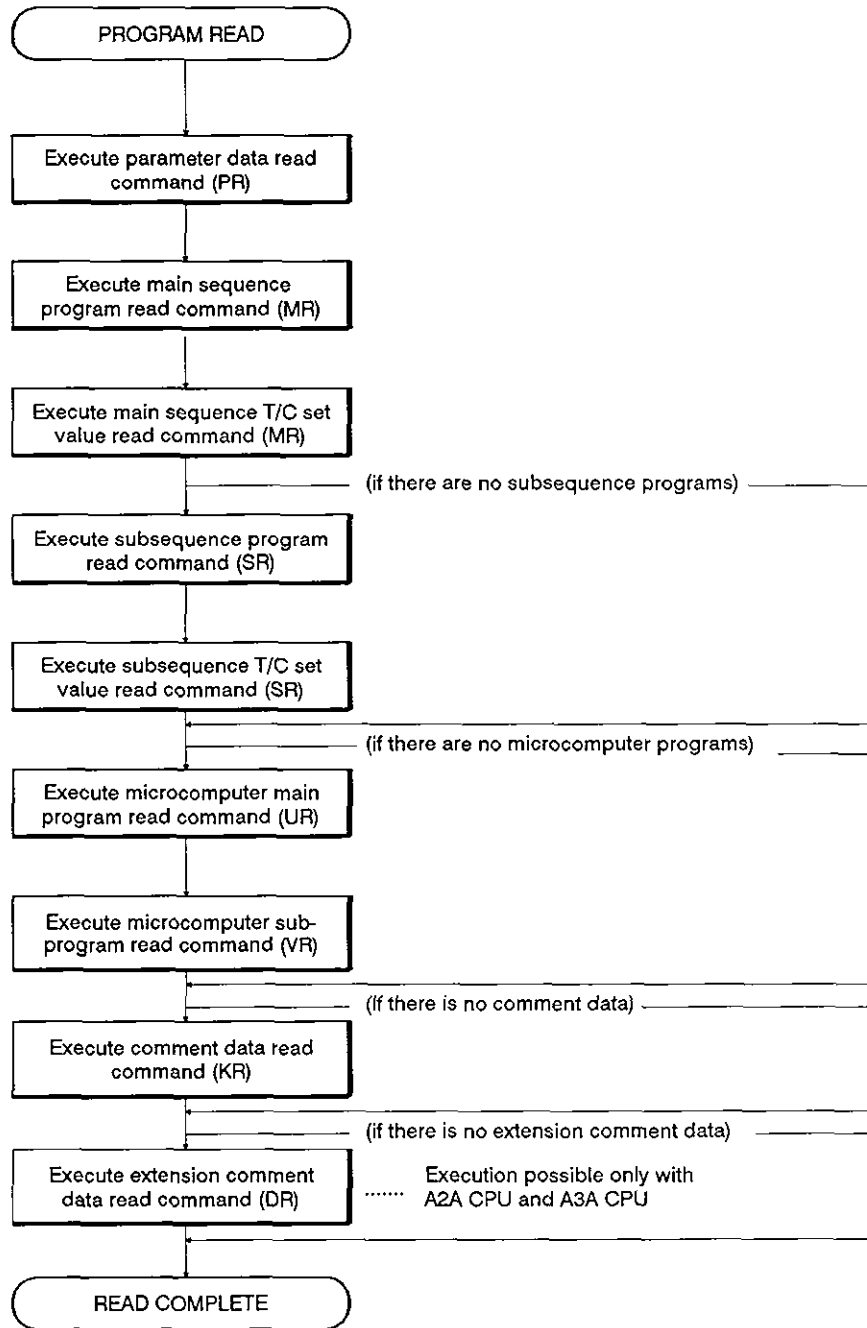 PROGRAM READ
Execute parameter data read
command (PR)
Execute main sequence
program read command (MR)
Execute main sequence T/C set
value read command (MR)
(if there are no subsequence programs)
Execute subsequence program
read command (SR)
Execute subsequence T/C set
value read command (SR)
(if there are no microcomputer programs)
Execute microcomputer main
program read command (UR)
Execute microcomputer sub-
program read command (VR)
(If there is no comment data)
Execute comment data read
command (KR)
(if there is no extension comment data)
Execute extension comment
data read command (DR)
...... Execution possible only with
A2A CPU and A3A CPU
READ COMPLETE